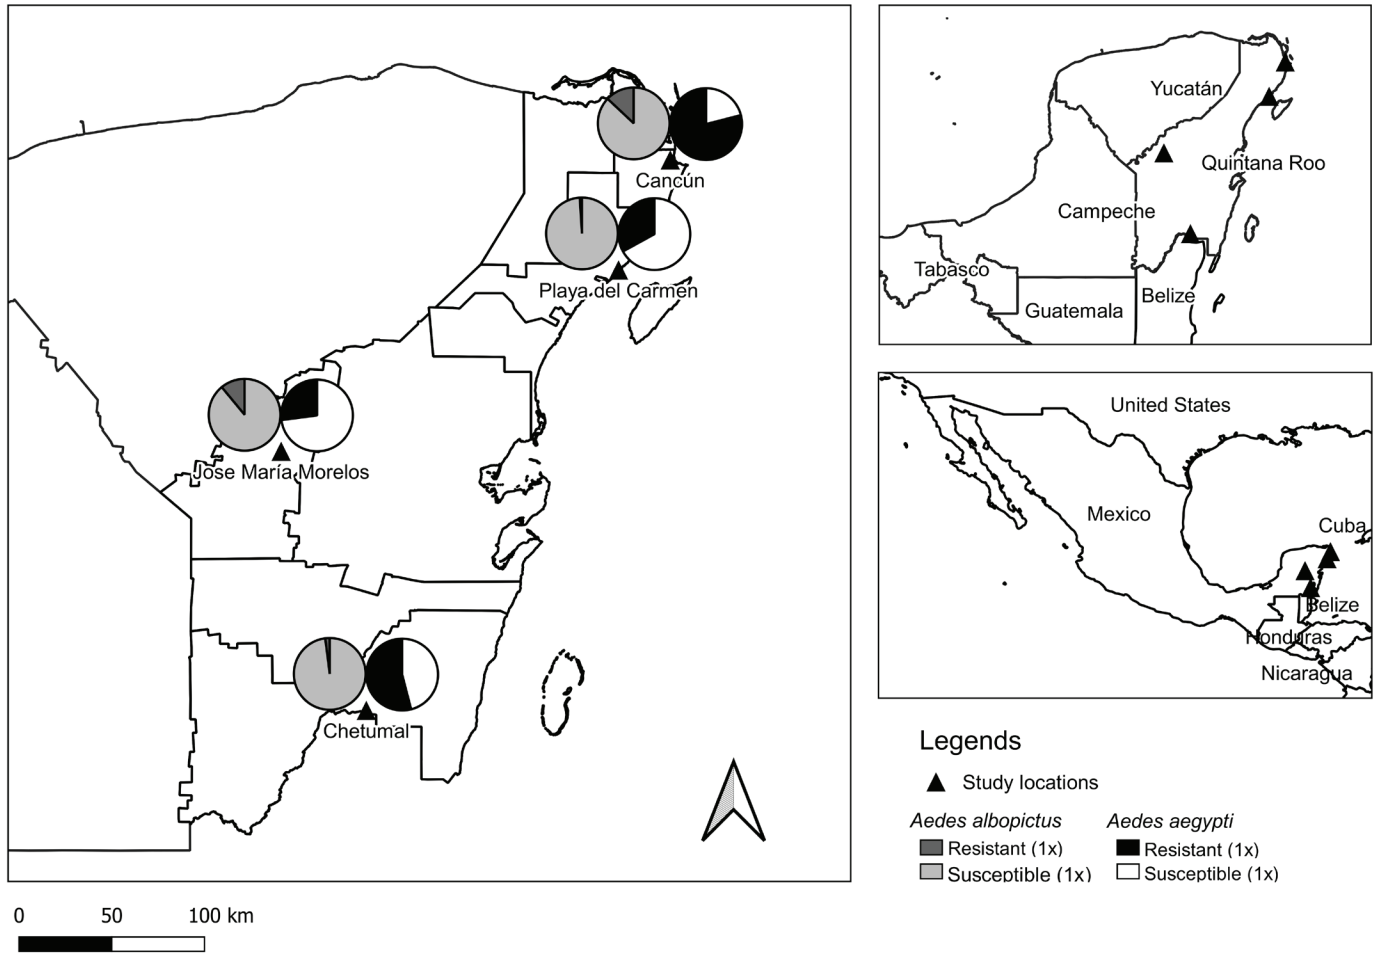 Cancún
Playa del Carmen
Jose María Morelos
Chetumal
0 50 100 km
Yucatán
Quintana Roo
Campeche
Tabasco
Guatemala
Belize
United States
Mexico
Cuba
Belize
Honduras
Nicaragua
Legends
Study locations
Aedes albopictus Aedes aegypti
Resistant (1x) Resistant (1x)
Susceptible (1x) Susceptible (1x)